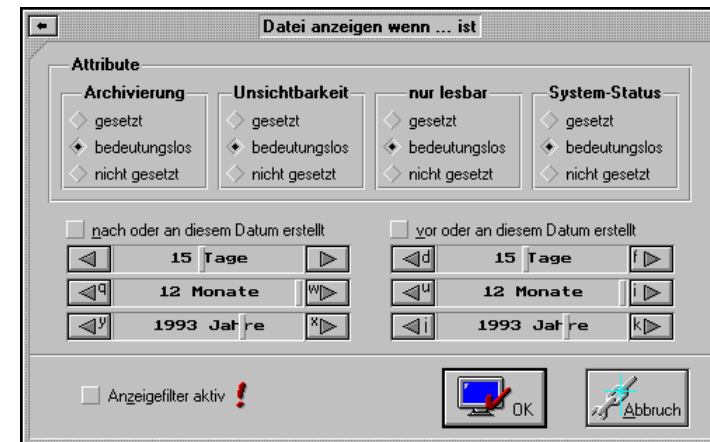 Datei anzeigen wenn ... ist
Attribute
Archivierung Unsichtbarkeit nur lesbar System-Status
gesetzt gesetzt gesetzt gesetzt
bedeutungslos bedeutungslos bedeutungslos bedeutungslos
nicht gesetzt nicht gesetzt nicht gesetzt nicht gesetzt
nach oder an diesem Datum erstellt vor oder an diesem Datum erstellt
15 Tage d 15 Tage f
q 12 Monate w u 12 Monate i
y 1993 Jahre x j 1993 Jahre k
Anzeigefilter aktiv ! OK Abbruch